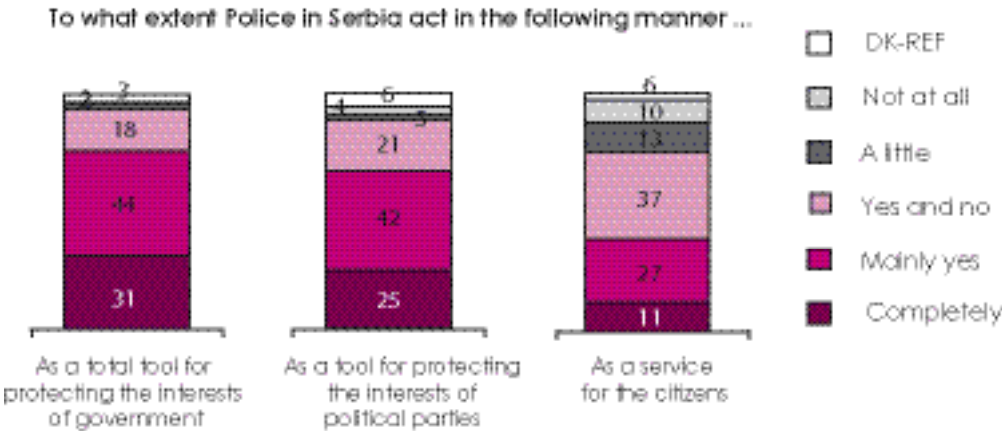 To what extent Police in Serbia act in the following manner ...
DK-REF
Not at all
A little
Yes and no
Mainly yes
Completely
2
18
44
31
6
4
3
21
42
25
6
10
13
37
27
11
As a total tool for
protecting the interests
of government
As a tool for protecting
the interests of
political parties
As a service
for the citizens